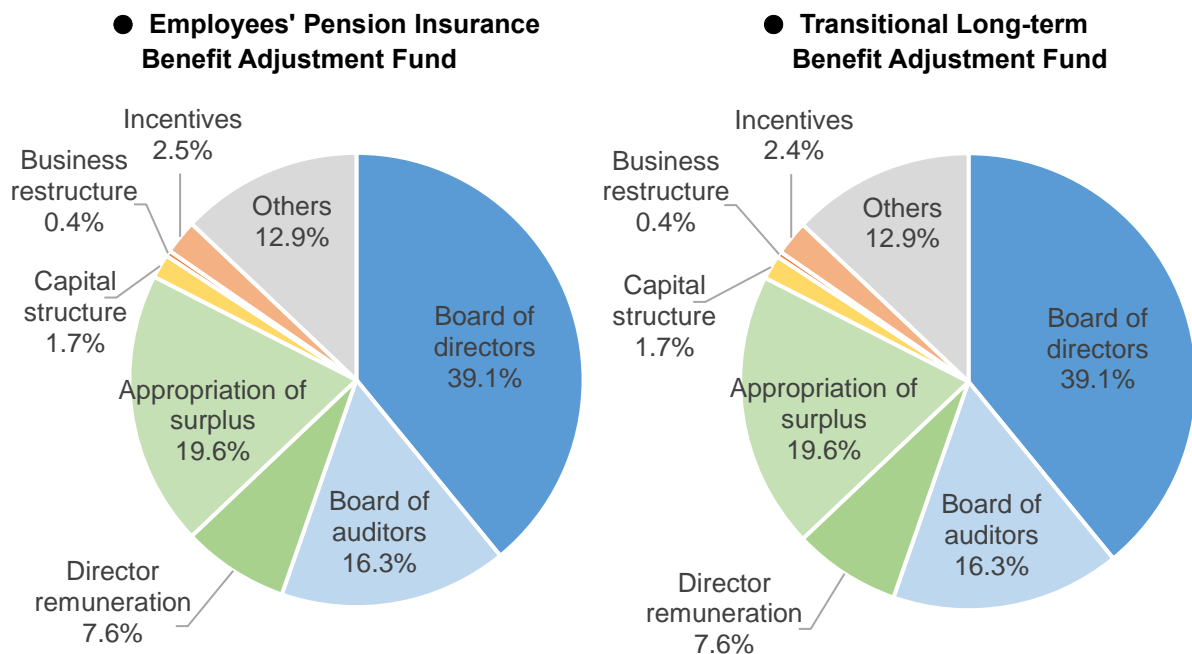 ● Employees' Pension Insurance
Benefit Adjustment Fund
Incentives
2.5%
Business
restructure
0.4%
Capital
structure
1.7%
Others
12.9%
Board of
directors
39.1%
Appropriation of
surplus
19.6%
Board of
auditors
16.3%
Director
remuneration
7.6%
● Transitional Long-term
Benefit Adjustment Fund
Incentives
2.4%
Business
restructure
0.4%
Capital
structure
1.7%
Others
12.9%
Board of
directors
39.1%
Appropriation of
surplus
19.6%
Board of
auditors
16.3%
Director
remuneration
7.6%